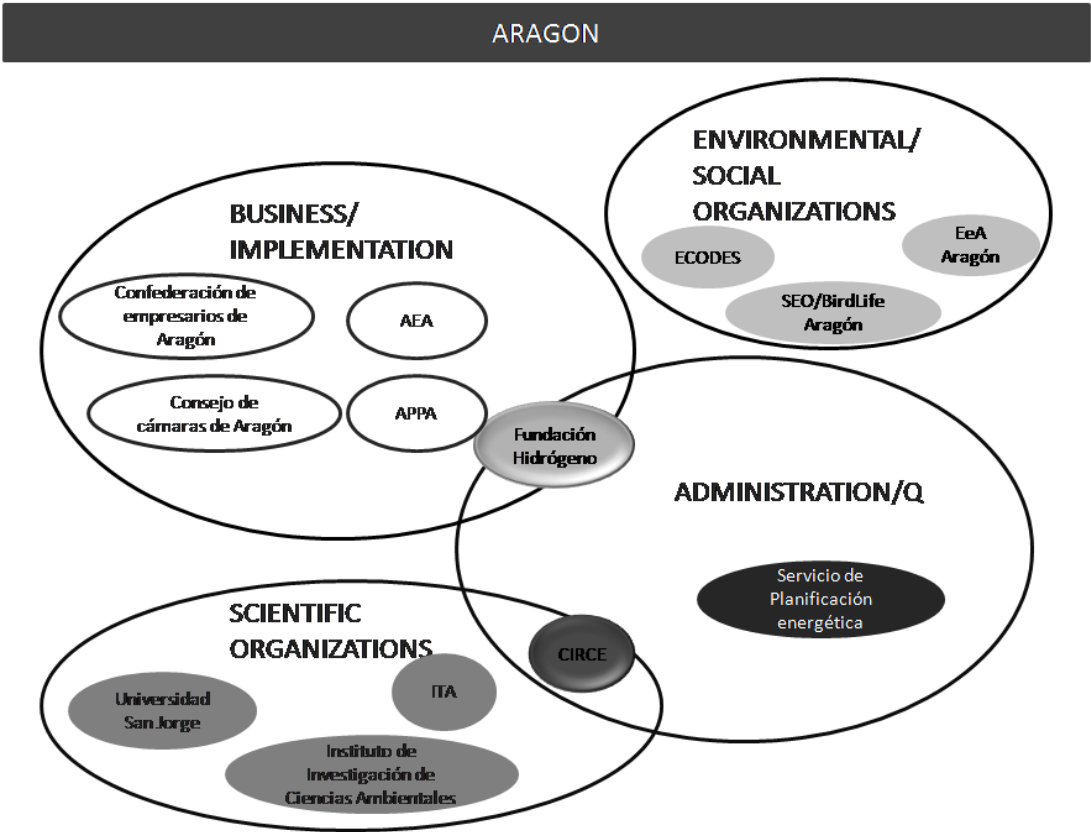 ARAGON
ENVIRONMENTAL/
SOCIAL
ORGANIZATIONS
ECODES
EeA
Aragón
SEO/BirdLife
Aragón
BUSINESS/
IMPLEMENTATION
Confederación de
empresarios de
Aragón
AEA
Consejo de
cámaras de Aragón
APPA
Fundación
Hidrógeno
ADMINISTRATION/Q
Servicio de
Planificación
energética
SCIENTIFIC
ORGANIZATIONS
CIRCE
Universidad
San Jorge
ITA
Instituto de
Investigación de
Ciencias Ambientales